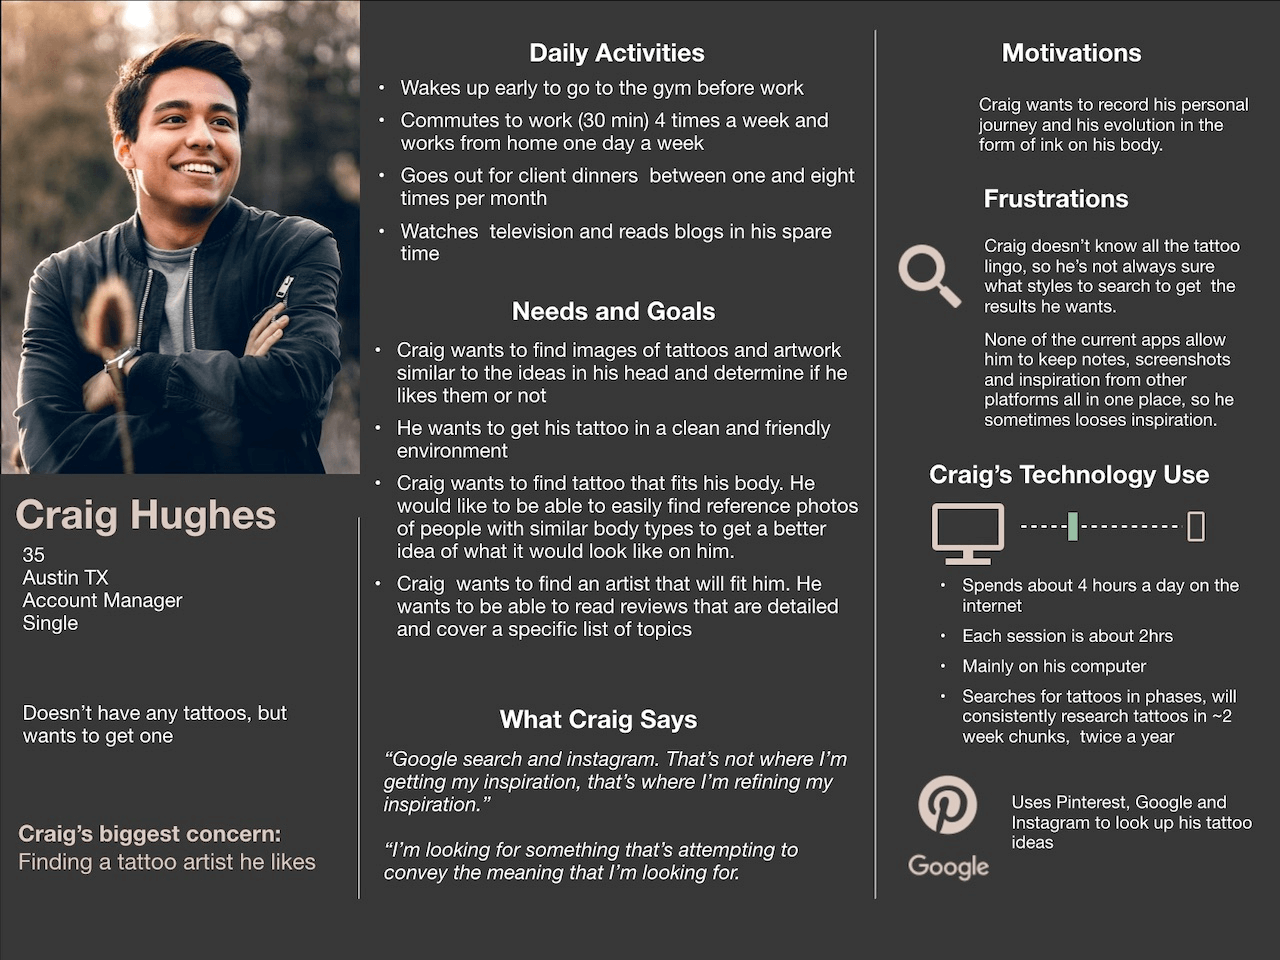 Craig Hughes
35
Austin TX
Account Manager
Single
Doesn’t have any tattoos, but
wants to get one
Craig’s biggest concern:
Finding a tattoo artist he likes
Daily Activities
• Wakes up early to go to the gym before work
• Commutes to work (30 min) 4 times a week and
works from home one day a week
• Goes out for client dinners between one and eight
times per month
• Watches television and reads blogs in his spare
time
Needs and Goals
• Craig wants to find images of tattoos and artwork
similar to the ideas in his head and determine if he
likes them or not
• He wants to get his tattoo in a clean and friendly
environment
• Craig wants to find tattoo that fits his body. He
would like to be able to easily find reference photos
of people with similar body types to get a better
idea of what it would look like on him.
• Craig wants to find an artist that will fit him. He
wants to be able to read reviews that are detailed
and cover a specific list of topics
What Craig Says
“Google search and instagram. That’s not where I’m
getting my inspiration, that’s where I’m refining my
inspiration.”
“I’m looking for something that’s attempting to
convey the meaning that I’m looking for.
Motivations
Craig wants to record his personal
journey and his evolution in the
form of ink on his body.
Frustrations
Craig doesn’t know all the tattoo
lingo, so he’s not always sure
what styles to search to get the
results he wants.
None of the current apps allow
him to keep notes, screenshots
and inspiration from other
platforms all in one place, so he
sometimes looses inspiration.
Craig’s Technology Use
• Spends about 4 hours a day on the
internet
• Each session is about 2hrs
• Mainly on his computer
• Searches for tattoos in phases, will
consistently research tattoos in ~2
week chunks, twice a year
Uses Pinterest, Google and
Instagram to look up his tattoo
ideas
Google